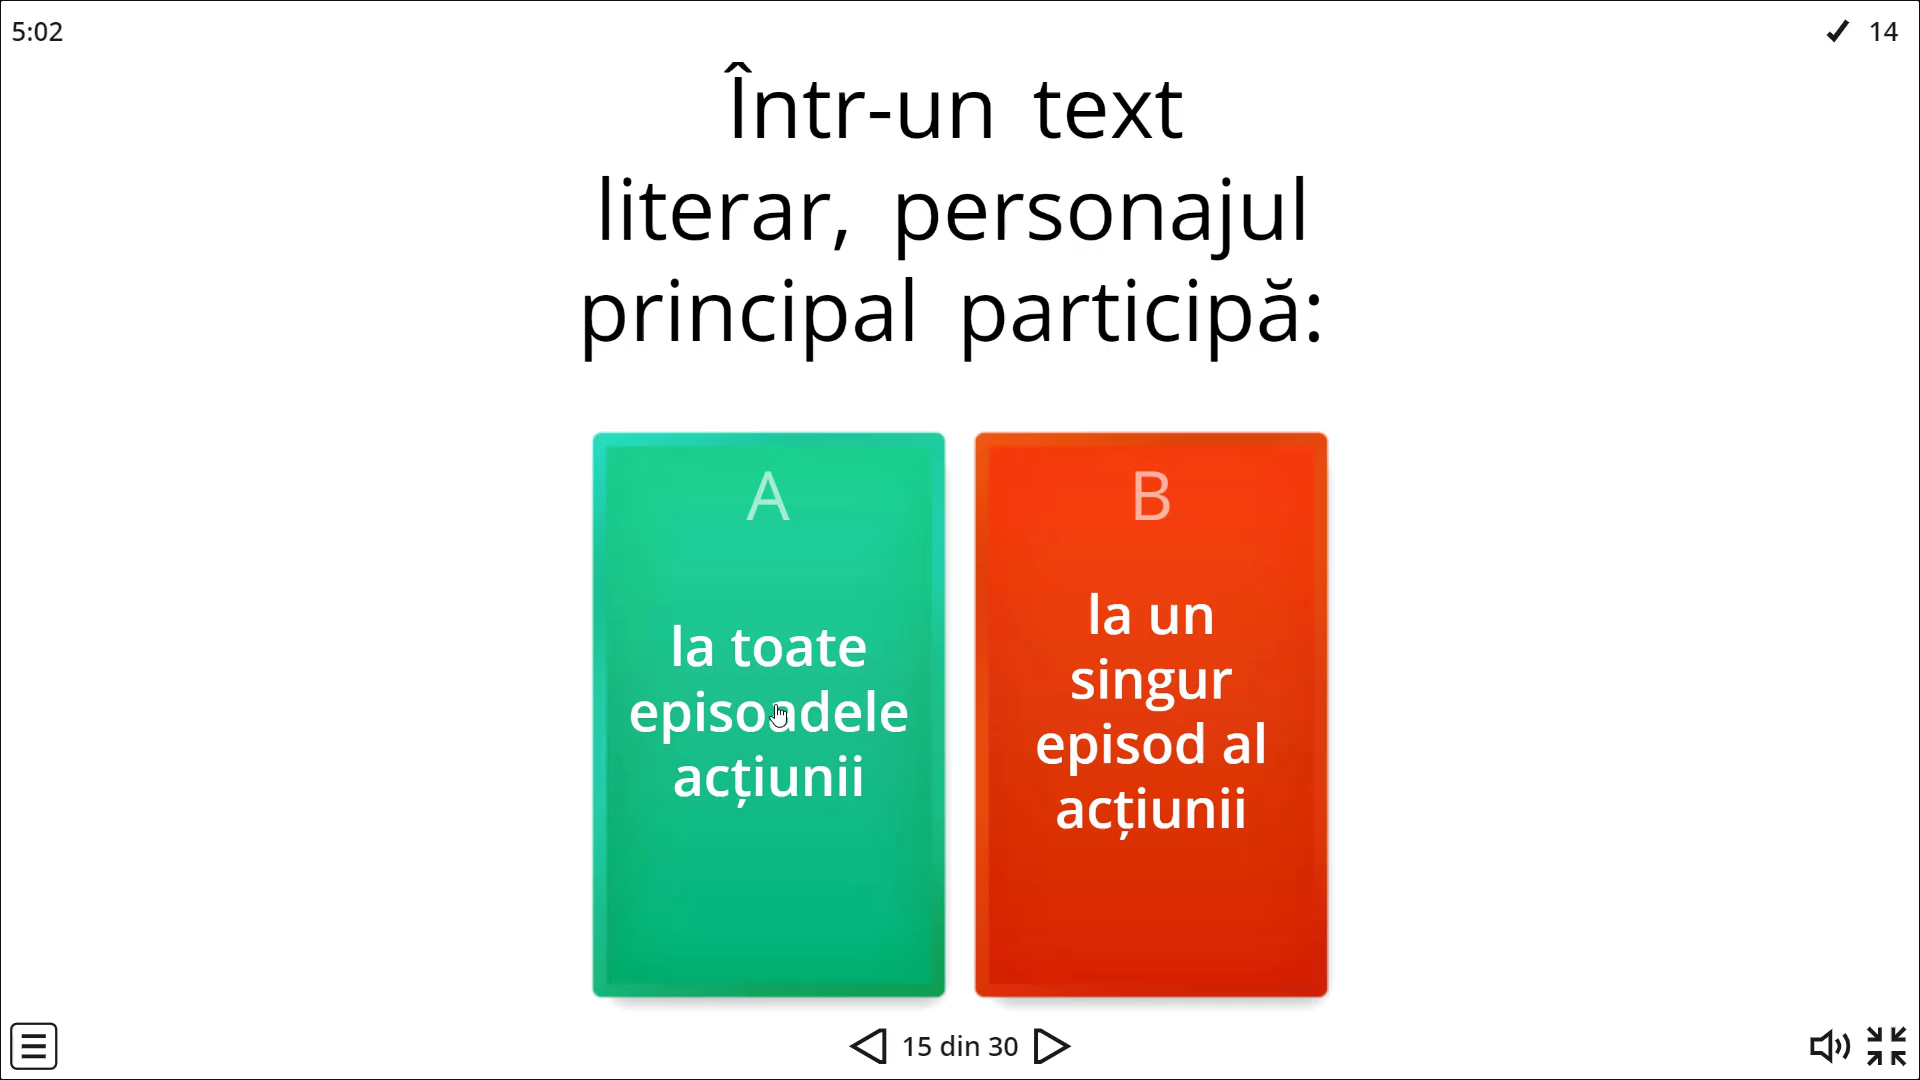 5:02
14
Într-un text
literar, personajul
principal participă:
A
la toate
episoadele
acțiunii
B
la un
singur
episod al
acțiunii
15 din 30